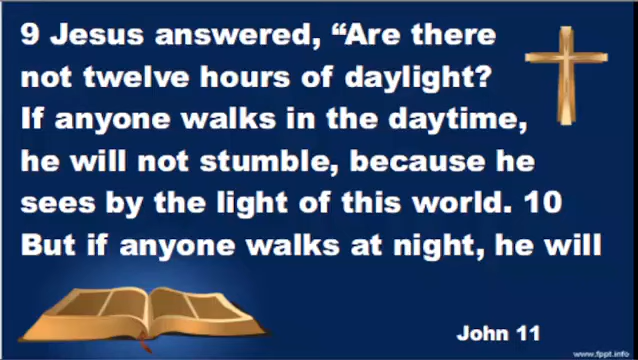 9 Jesus answered, “Are there
not twelve hours of daylight?
If anyone walks in the daytime,
he will not stumble, because he
sees by the light of this world. 10
But if anyone walks at night, he will
John 11
www.fppt.info